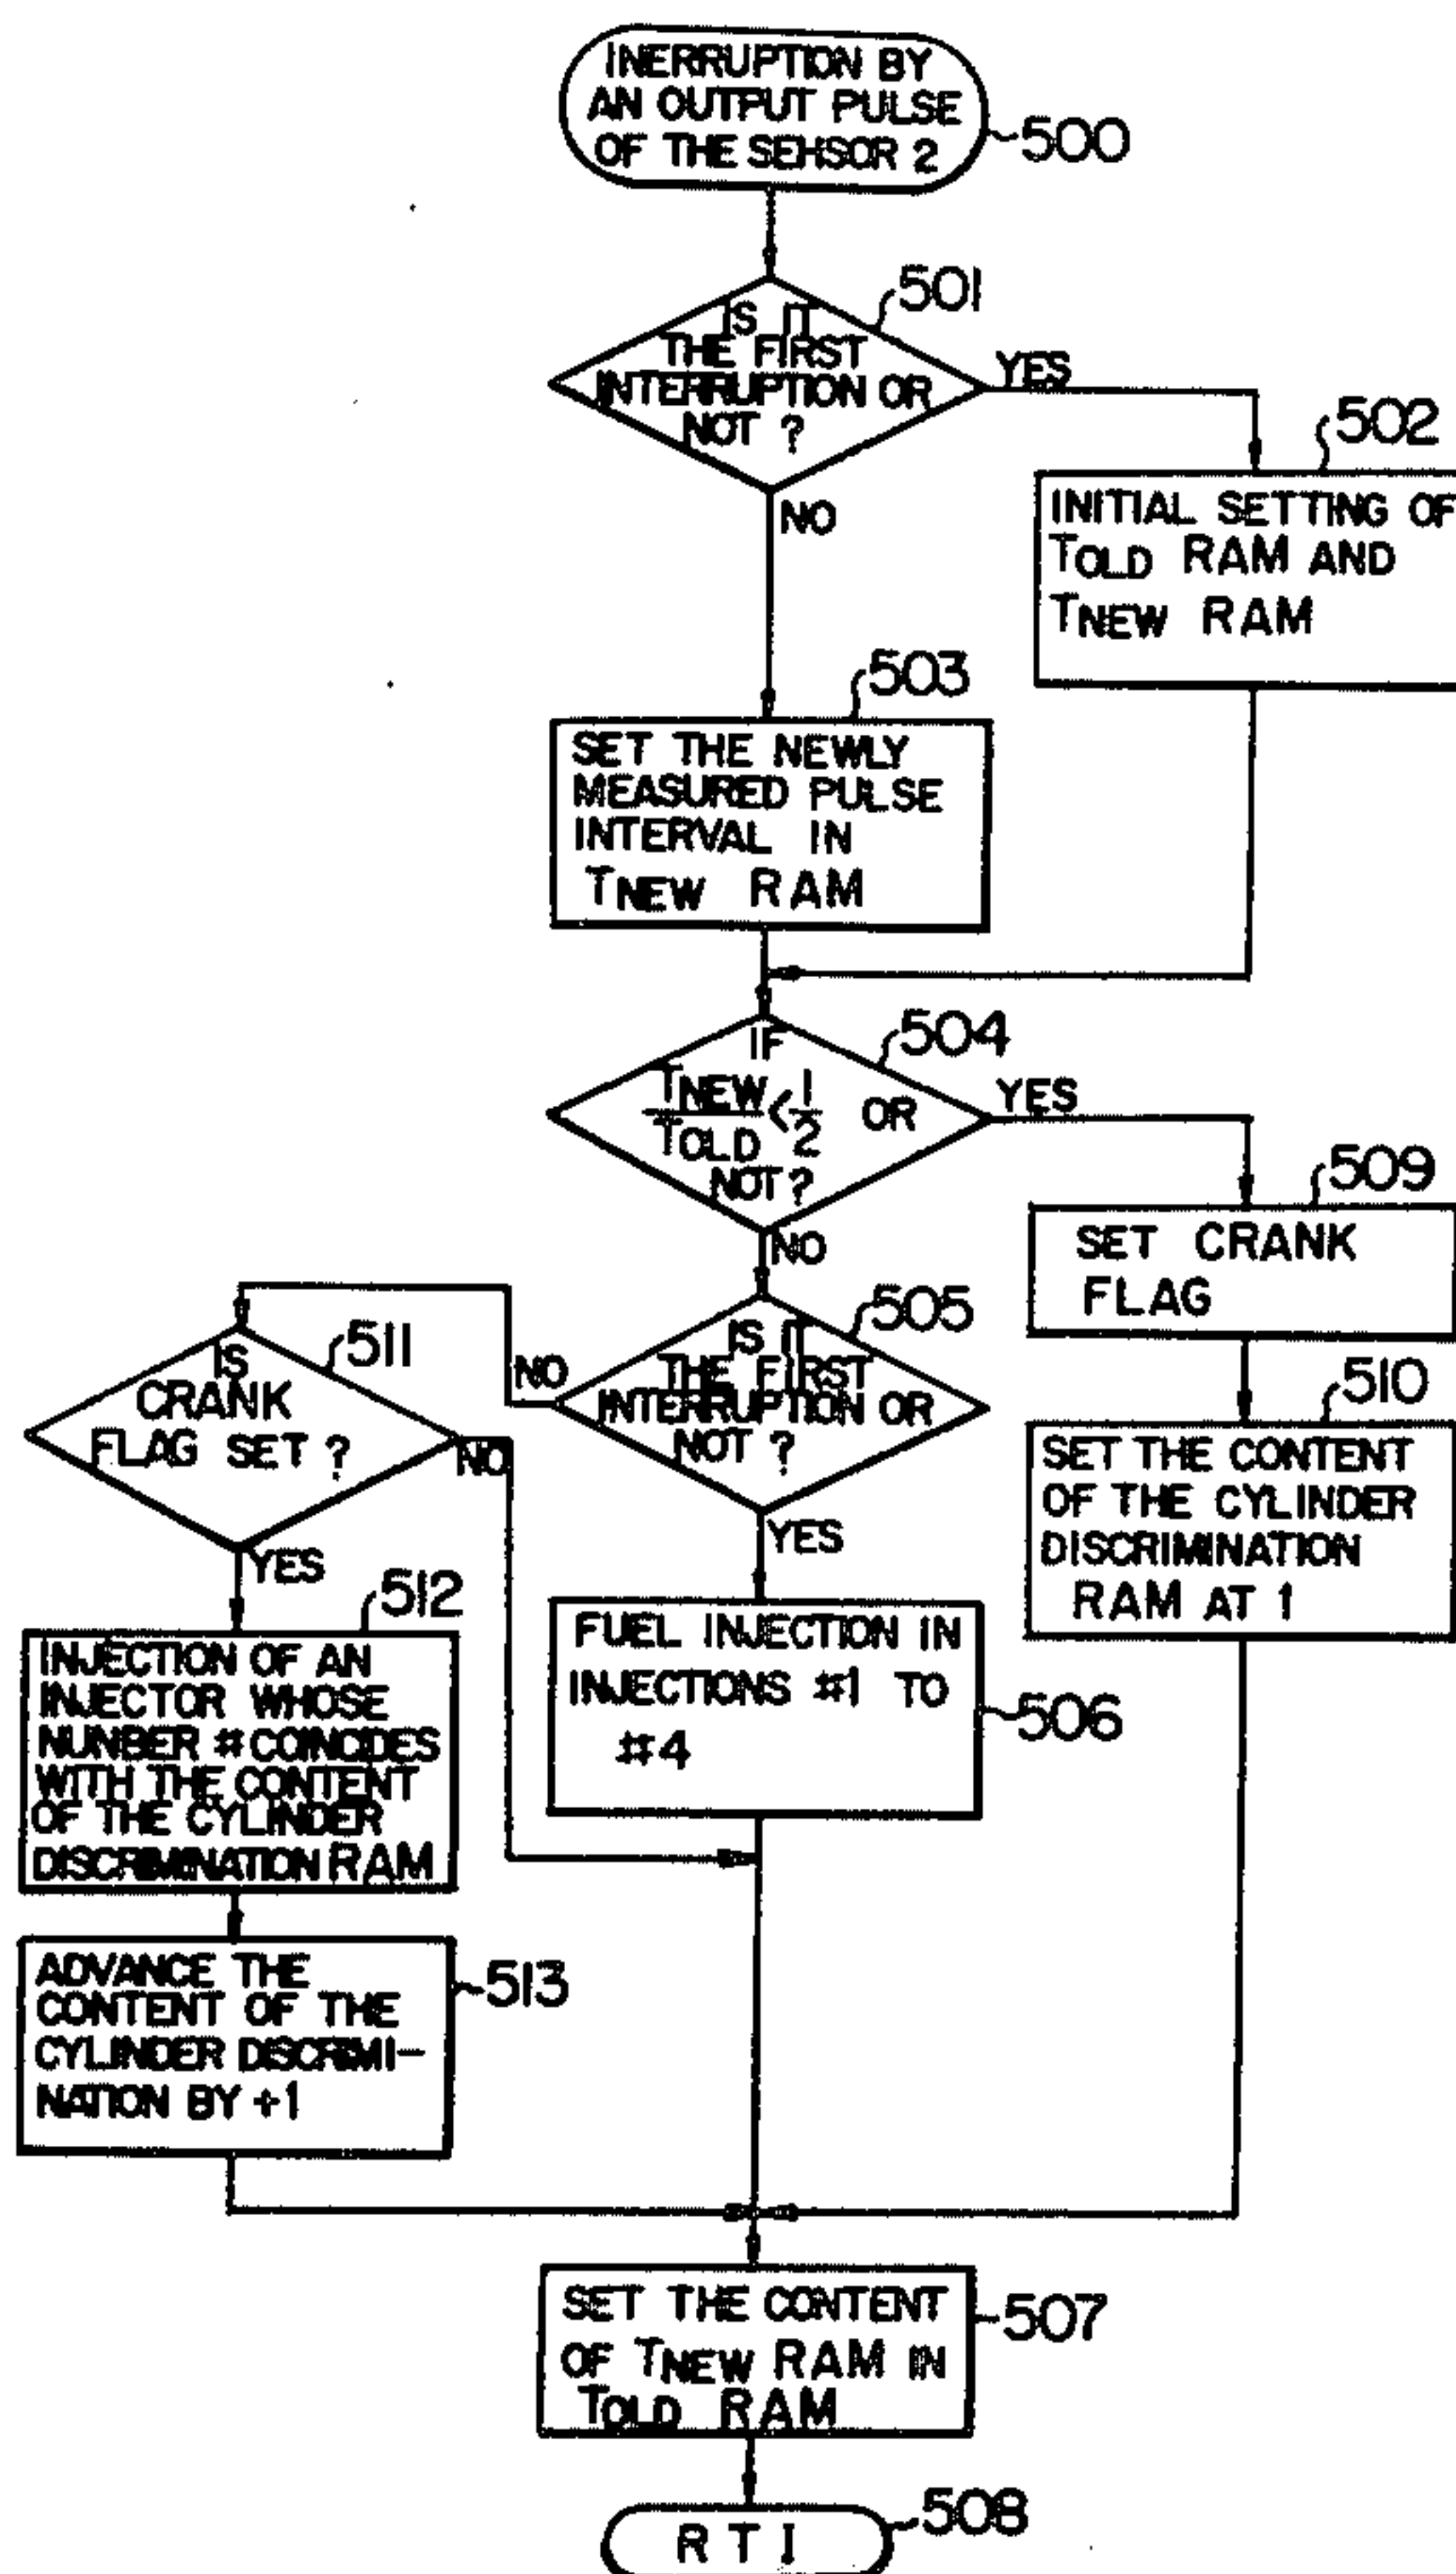 INERRUPTION BY
AN OUTPUT PULSE
OF THE SEHSOR 2
500
IS IT
THE FIRST
INTERRUPTION OR
NOT ?
501
YES
NO
502
INITIAL SETTING OF
TOLD RAM AND
TNEW RAM
503
SET THE NEWLY
MEASURED PULSE
INTERVAL IN
TNEW RAM
504
IF
TNEW/TOLD < 1/2 OR
NOT ?
YES
NO
509
SET CRANK
FLAG
505
IS IT
THE FIRST
INTERRUPTION OR
NOT ?
NO
YES
511
IS
CRANK
FLAG SET ?
NO
YES
510
SET THE CONTENT
OF THE CYLINDER
DISCRIMINATION
RAM AT 1
512
INJECTION OF AN
INJECTOR WHOSE
NUNBER # COINCIDES
WITH THE CONTENT
OF THE CYLINDER
DISCRIMINATION RAM
FUEL INJECTION IN
INJECTIONS #1 TO
#4
506
ADVANCE THE
CONTENT OF THE
CYLINDER DISCRIMI-
NATION BY +1
513
SET THE CONTENT
OF TNEW RAM IN
TOLD RAM
507
RTI
508